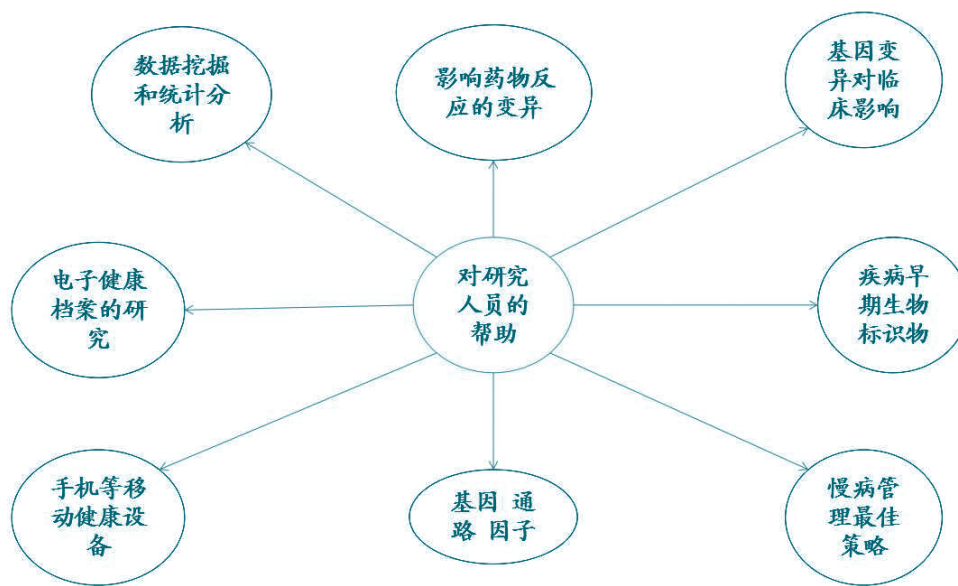 数据挖掘
和统计分
析
影响药物反
应的变异
基因变
异对临
床影响
电子健康
档案的研
究
对研究
人员的
帮助
疾病早
期生物
标识物
手机等移
动健康设
备
基因 通
路 因子
慢病管
理最佳
策略